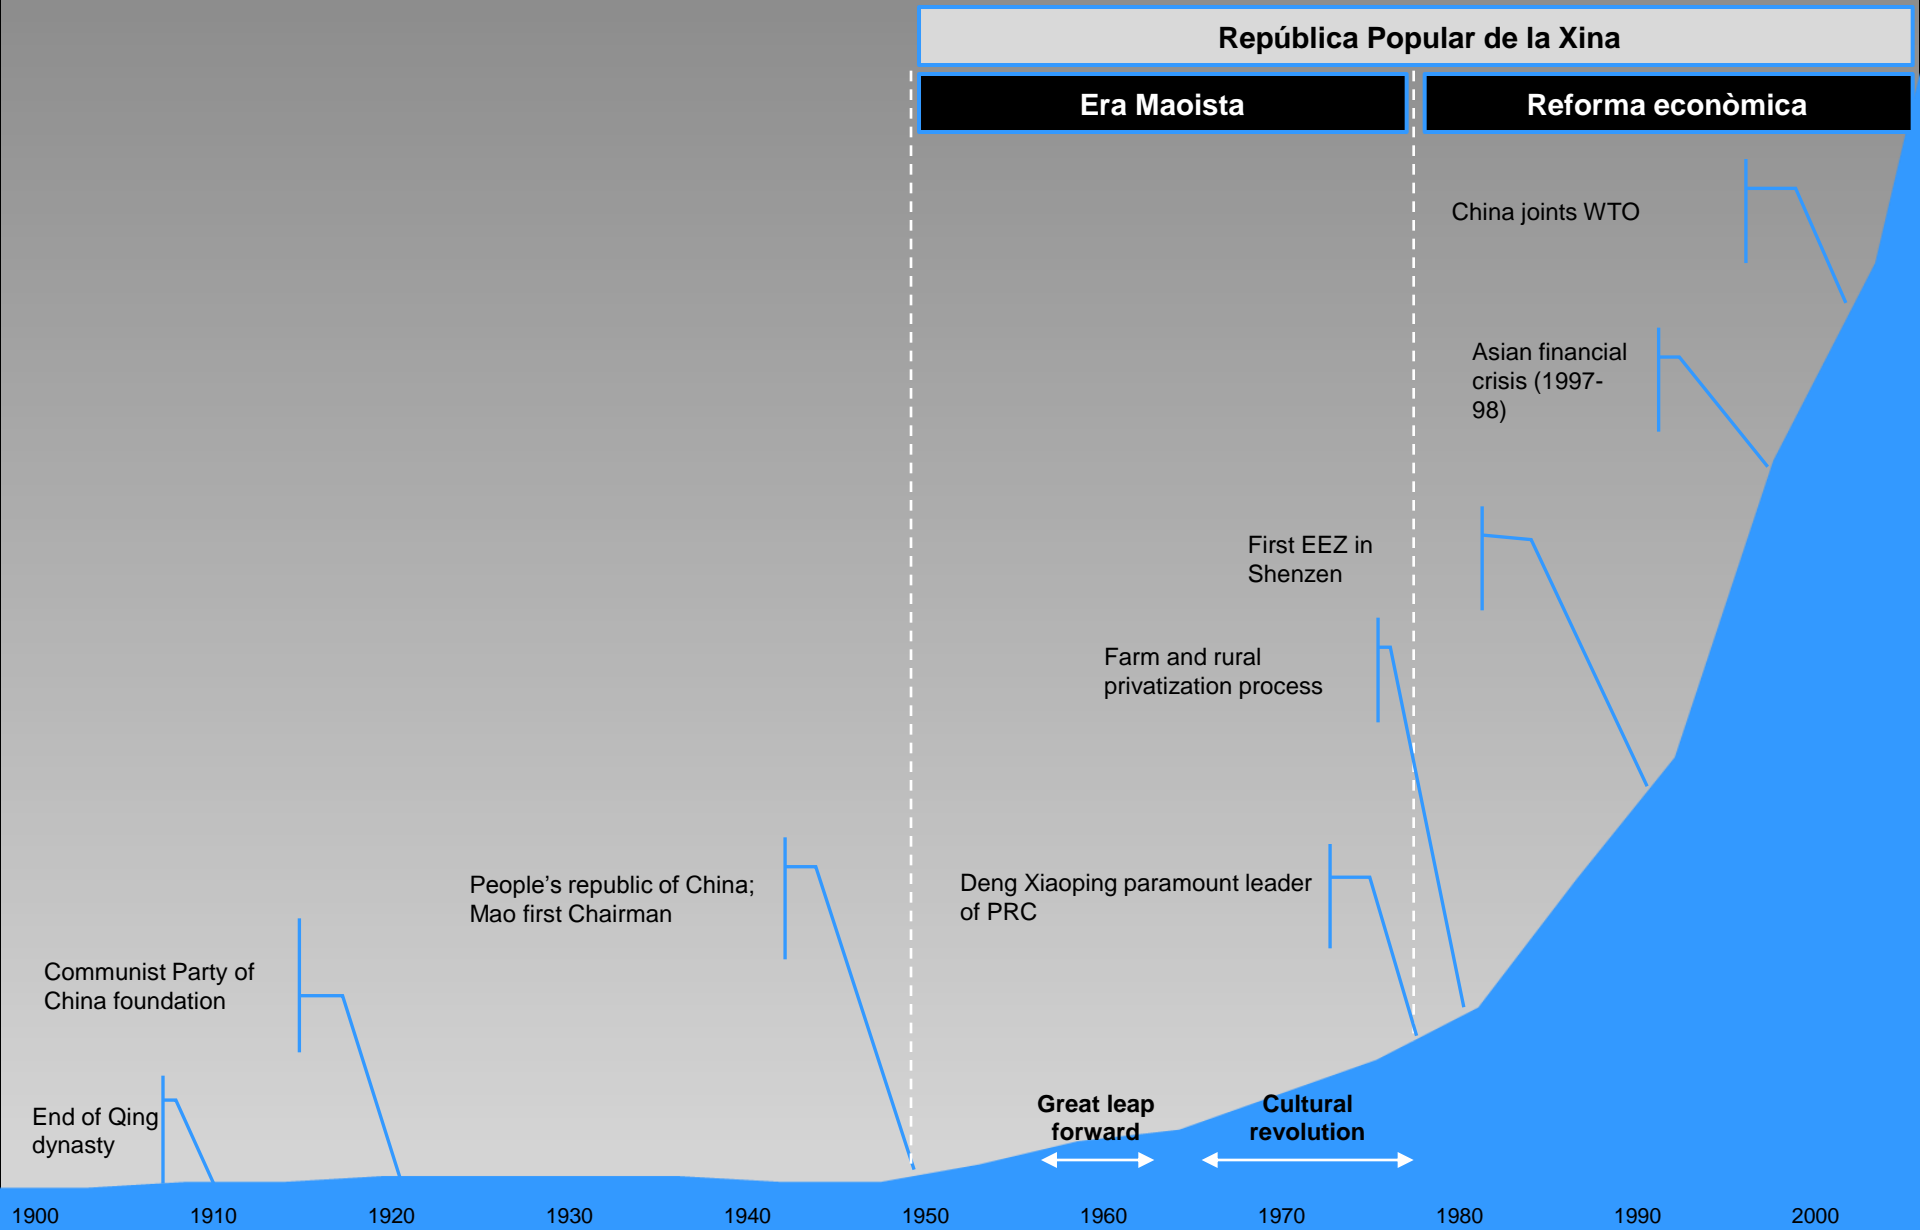 República Popular de la Xina
Era Maoista
Reforma econòmica
China joints WTO
Asian financial
crisis (1997-
98)
First EEZ in
Shenzen
Farm and rural
privatization process
People’s republic of China;
Mao first Chairman
Deng Xiaoping paramount leader
of PRC
Communist Party of
China foundation
End of Qing
dynasty
Great leap
forward
Cultural
revolution
1900 1910 1920 1930 1940 1950 1960 1970 1980 1990 2000